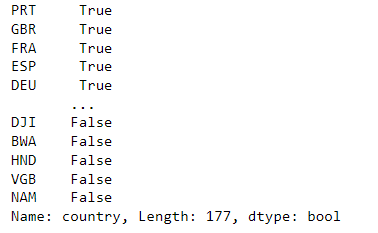 PRT     True
GBR     True
FRA     True
ESP     True
DEU     True
       ...
DJI    False
BWA    False
HND    False
VGB    False
NAM    False
Name: country, Length: 177, dtype: bool